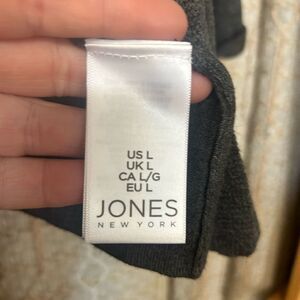 US L
UK L
CA L/G
EU L
JONES
NEW YORK